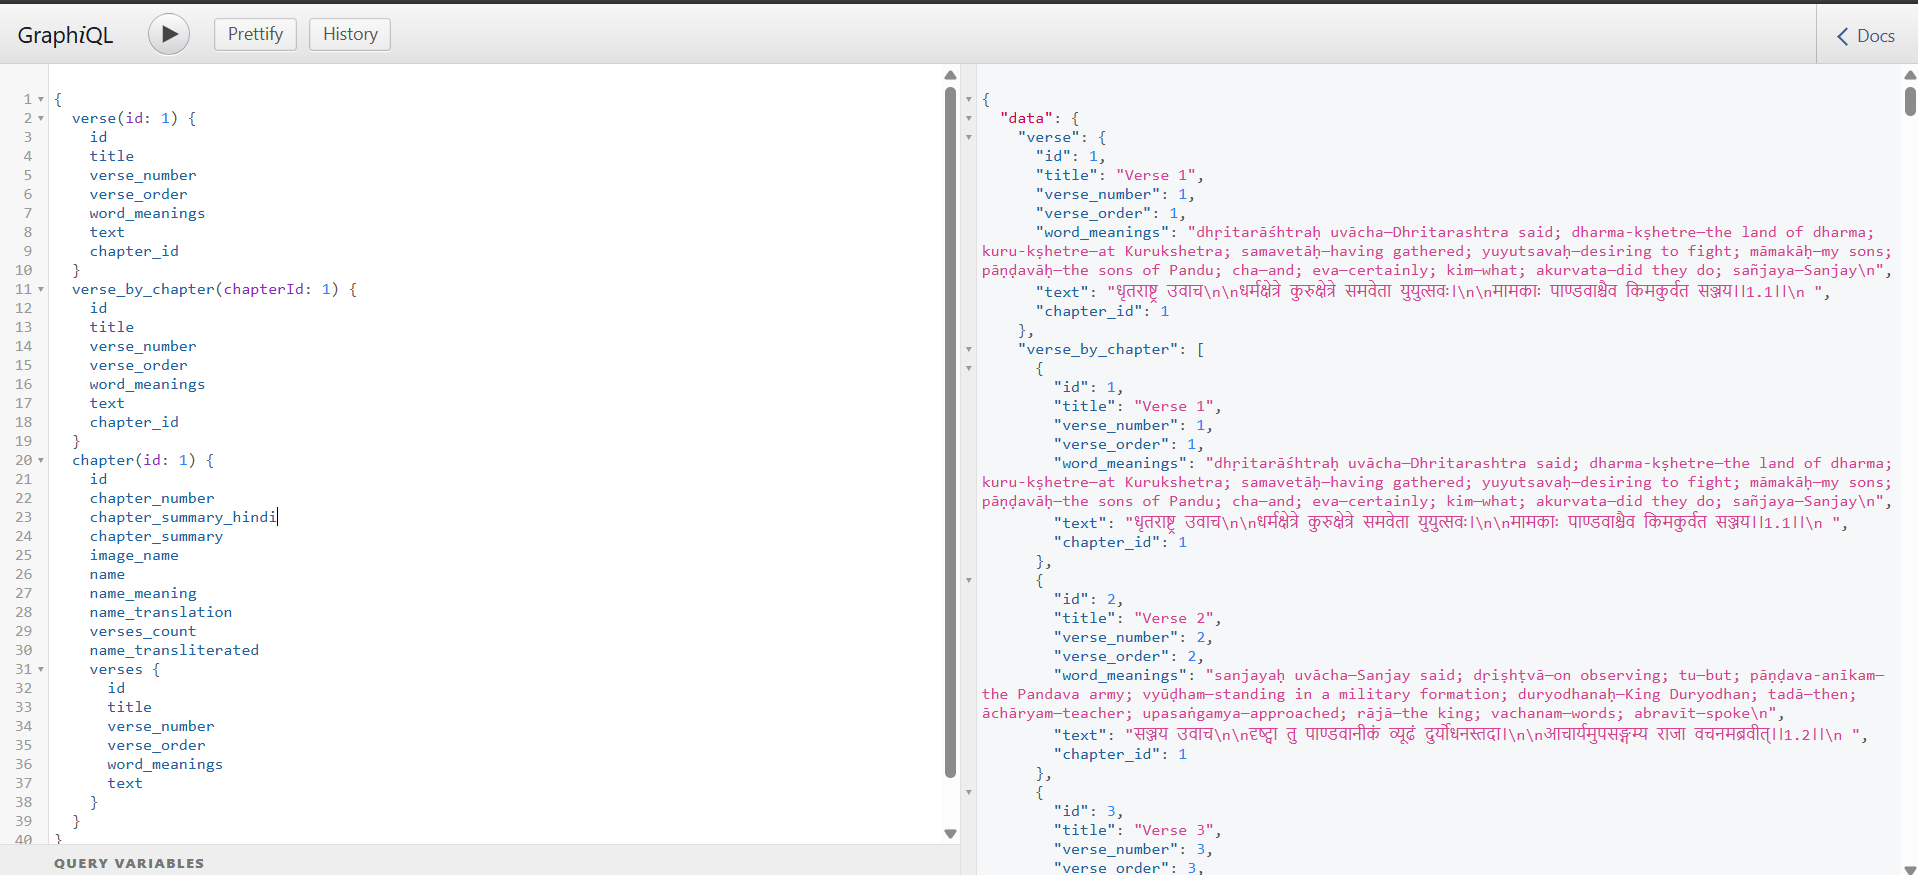 GraphiQL
Prettify
History
Docs
1 {
2 verse(id: 1) {
3 id
4 title
5 verse_number
6 verse_order
7 word_meanings
8 text
9 chapter_id
10 }
11 verse_by_chapter(chapterId: 1) {
12 id
13 title
14 verse_number
15 verse_order
16 word_meanings
17 text
18 chapter_id
19 }
20 chapter(id: 1) {
21 id
22 chapter_number
23 chapter_summary_hindi
24 chapter_summary
25 image_name
26 name
27 name_meaning
28 name_translation
29 verses_count
30 name_transliterated
31 verses {
32 id
33 title
34 verse_number
35 verse_order
36 word_meanings
37 text
38 }
39 }
40 }
QUERY VARIABLES
{
"data": {
"verse": {
"id": 1,
"title": "Verse 1",
"verse_number": 1,
"verse_order": 1,
"word_meanings": "dhṛitarāśhtraḥ uvācha—Dhritarashtra said; dharma-kṣhetre—the land of dharma;
kuru-kṣhetre—at Kurukshetra; samavetāḥ—having gathered; yuyutsavaḥ—desiring to fight; māmakāḥ—my sons;
pāṇḍavāḥ—the sons of Pandu; cha—and; eva—certainly; kim—what; akurvata—did they do; sañjaya—Sanjay\n",
"text": "धृतराष्ट्र उवाच\n\nधर्मक्षेत्रे कुरुक्षेत्रे समवेता युयुत्सवः।\n\nमामकाः पाण्डवाश्चैव किमकुर्वत सञ्जय।।1.1।।\n ",
"chapter_id": 1
},
"verse_by_chapter": [
{
"id": 1,
"title": "Verse 1",
"verse_number": 1,
"verse_order": 1,
"word_meanings": "dhṛitarāśhtraḥ uvācha—Dhritarashtra said; dharma-kṣhetre—the land of dharma;
kuru-kṣhetre—at Kurukshetra; samavetāḥ—having gathered; yuyutsavaḥ—desiring to fight; māmakāḥ—my sons;
pāṇḍavāḥ—the sons of Pandu; cha—and; eva—certainly; kim—what; akurvata—did they do; sañjaya—Sanjay\n",
"text": "धृतराष्ट्र उवाच\n\nधर्मक्षेत्रे कुरुक्षेत्रे समवेता युयुत्सवः।\n\nमामकाः पाण्डवाश्चैव किमकुर्वत सञ्जय।।1.1।।\n ",
"chapter_id": 1
},
{
"id": 2,
"title": "Verse 2",
"verse_number": 2,
"verse_order": 2,
"word_meanings": "sanjayaḥ uvācha—Sanjay said; dṛiṣhṭvā—on observing; tu—but; pāṇḍava-anīkam—
the Pandava army; vyūḍham—standing in a military formation; duryodhanaḥ—King Duryodhan; tadā—then;
āchāryam—teacher; upasaṅgamya—approached; rājā—the king; vachanam—words; abravīt—spoke\n",
"text": "सञ्जय उवाच\n\nदृष्ट्वा तु पाण्डवानीकं व्यूढं दुर्योधनस्तदा।\n\nआचार्यमुपसङ्गम्य राजा वचनमब्रवीत्।।1.2।।\n ",
"chapter_id": 1
},
{
"id": 3,
"title": "Verse 3",
"verse_number": 3,
"verse_order": 3,